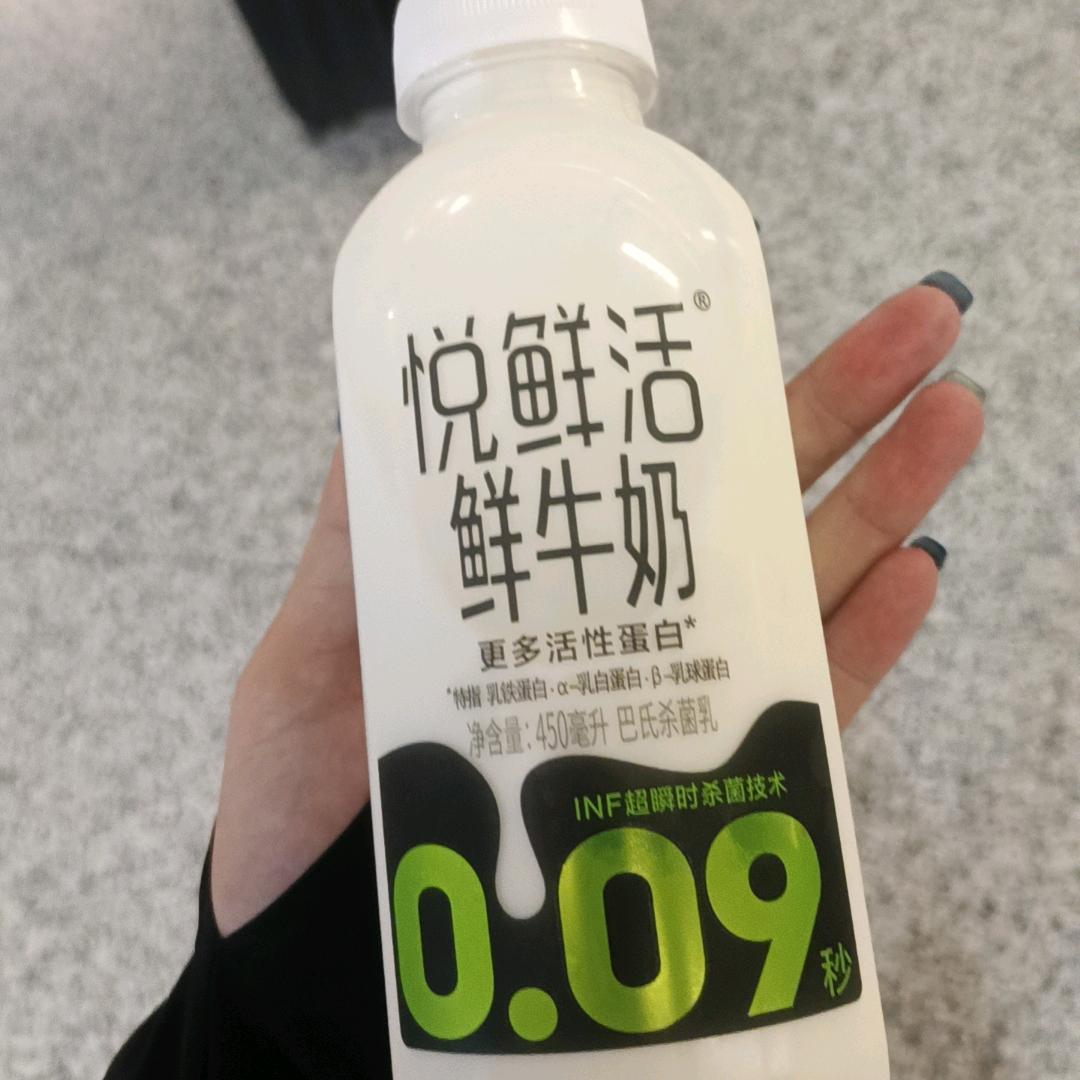 悦鲜活®
鲜牛奶
更多活性蛋白*
*特指 乳铁蛋白·α-乳白蛋白·β-乳球蛋白
净含量:450毫升 巴氏杀菌乳
INF超瞬时杀菌技术
0.09秒